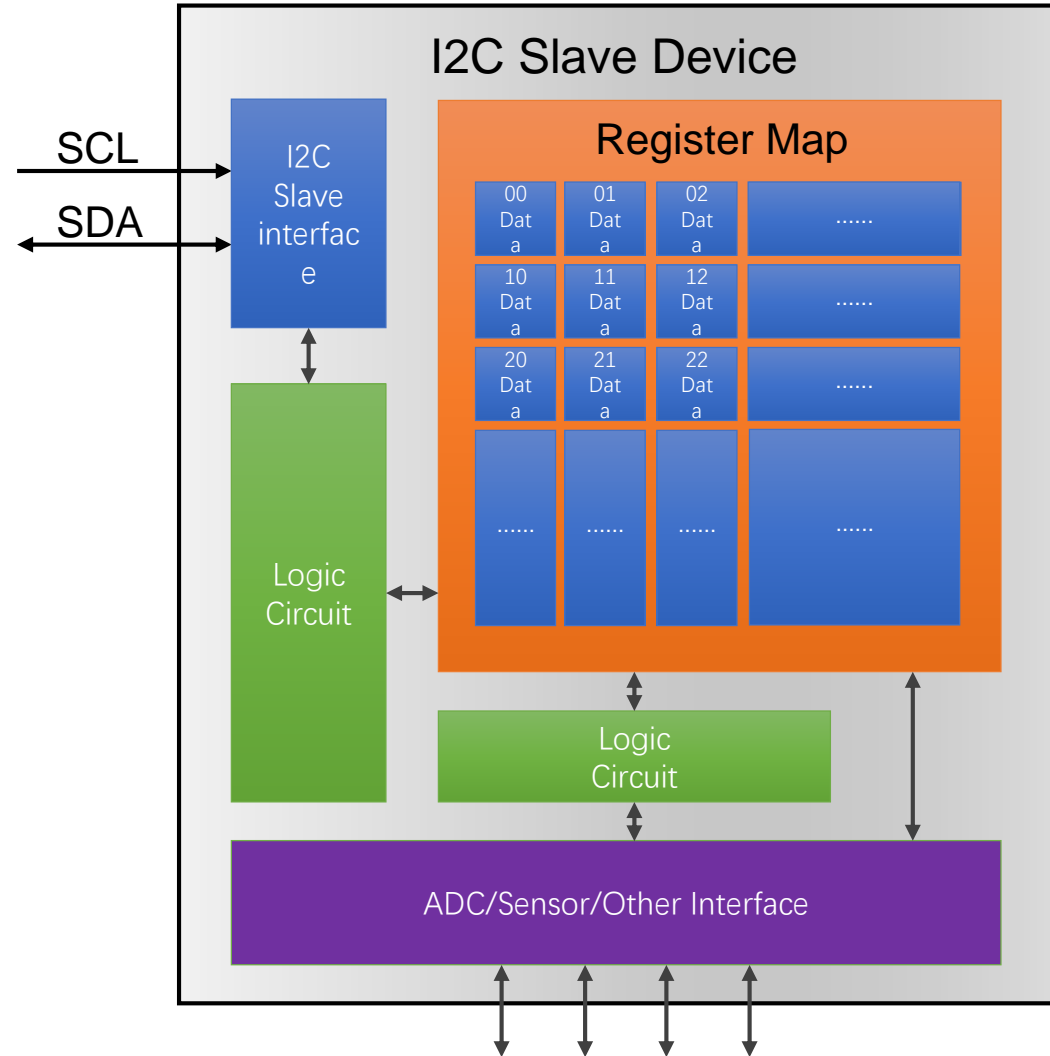 I2C Slave Device
SCL
SDA
I2C
Slave
interfac
e
Register Map
00
Dat
a
01
Dat
a
02
Dat
a
......
10
Dat
a
11
Dat
a
12
Dat
a
......
20
Dat
a
21
Dat
a
22
Dat
a
......
......
......
......
......
Logic
Circuit
Logic
Circuit
ADC/Sensor/Other Interface